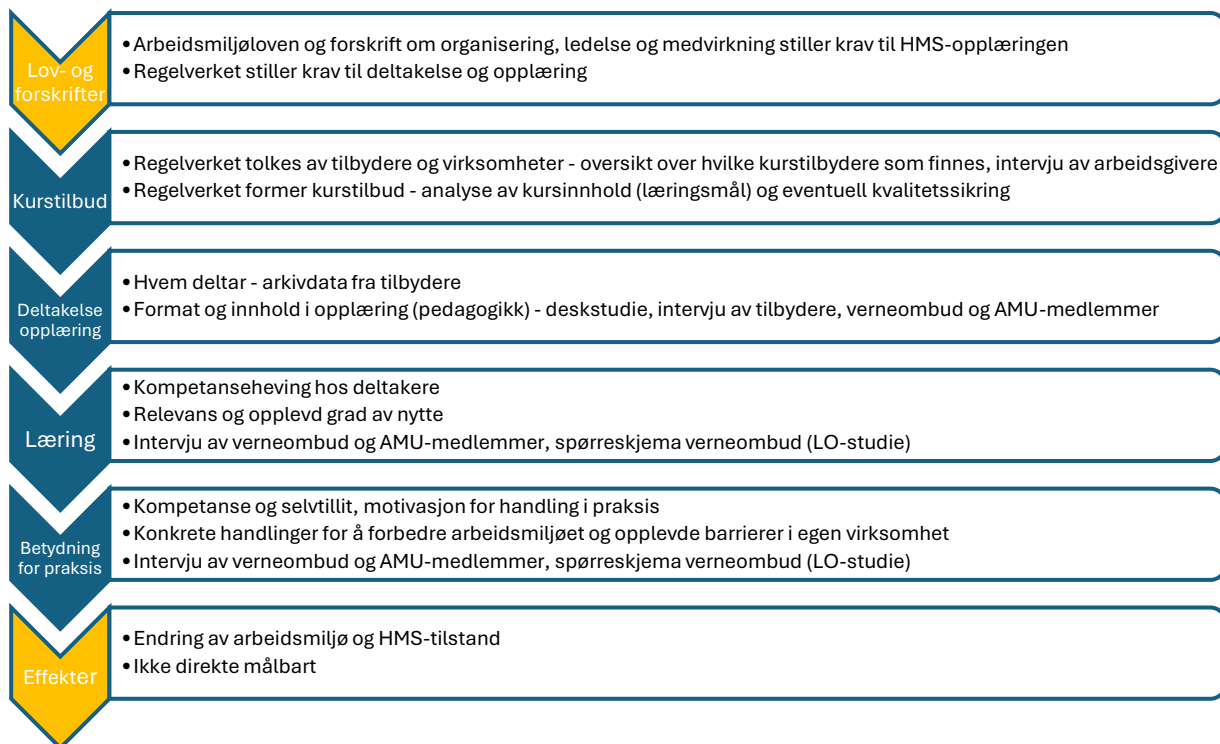 Lov- og
forskrifter
•Arbeidsmiljøloven og forskrift om organisering, ledelse og medvirkning stiller krav til HMS-opplæringen
•Regelverket stiller krav til deltakelse og opplæring
Kurstilbud
•Regelverket tolkes av tilbydere og virksomheter - oversikt over hvilke kurstilbydere som finnes, intervju av arbeidsgivere
•Regelverket former kurstilbud - analyse av kursinnhold (læringsmål) og eventuell kvalitetssikring
Deltakelse
opplæring
•Hvem deltar - arkivdata fra tilbydere
•Format og innhold i opplæring (pedagogikk) - deskstudie, intervju av tilbydere, verneombud og AMU-medlemmer
Læring
•Kompetanseheving hos deltakere
•Relevans og opplevd grad av nytte
•Intervju av verneombud og AMU-medlemmer, spørreskjema verneombud (LO-studie)
Betydning
for praksis
•Kompetanse og selvtillit, motivasjon for handling i praksis
•Konkrete handlinger for å forbedre arbeidsmiljøet og opplevde barrierer i egen virksomhet
•Intervju av verneombud og AMU-medlemmer, spørreskjema verneombud (LO-studie)
Effekter
•Endring av arbeidsmiljø og HMS-tilstand
•Ikke direkte målbart